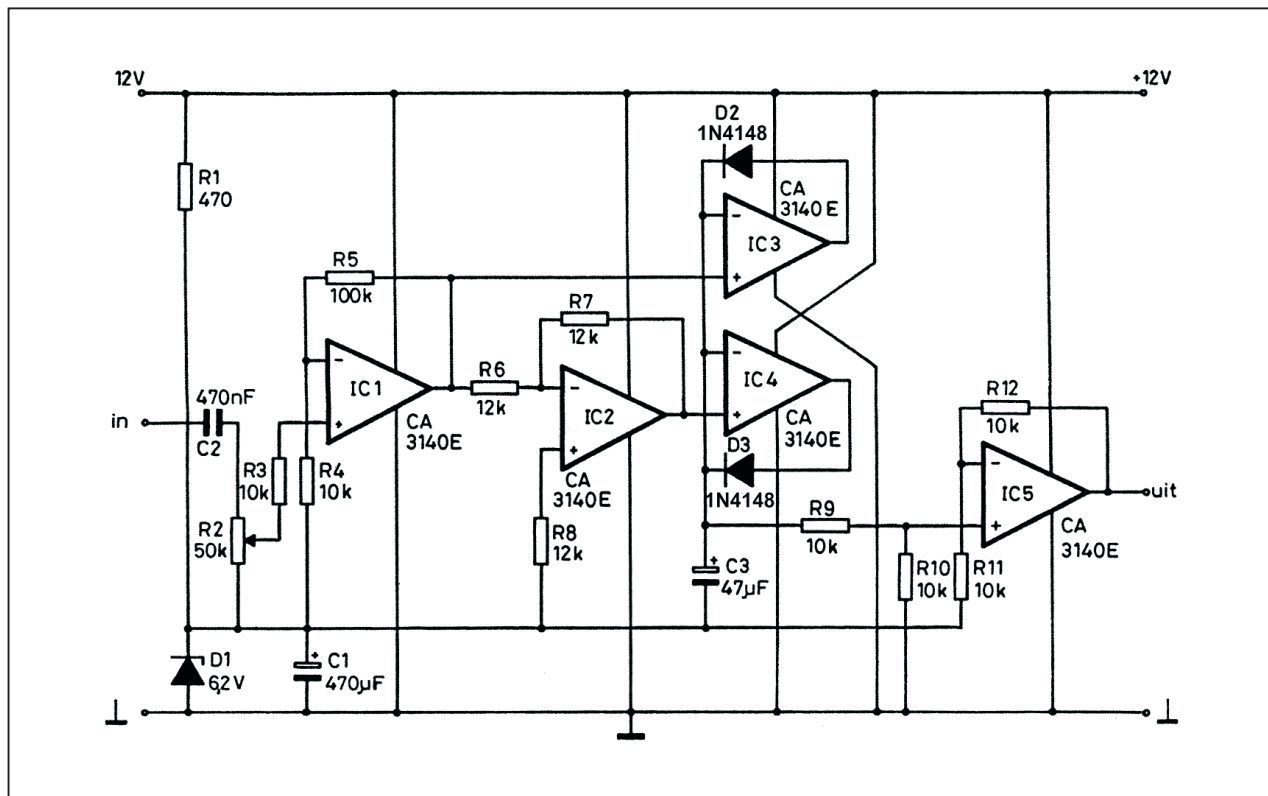 12V
+12V
R1
470
D2
1N4148
CA
3140E
IC3
R5
100k
R7
12k
IC1
R6
12k
IC4
470nF
in
C2
CA
3140E
IC2
CA
3140E
R12
10k
R3
10k
R4
10k
D3
1N4148
IC5
uit
R2
50k
CA
3140E
R9
10k
CA
3140E
R8
12k
C3
47µF
+
R10
10k
R11
10k
D1
6,2V
+
C1
470µF
-
+
-
+
-
+
-
+
-
+